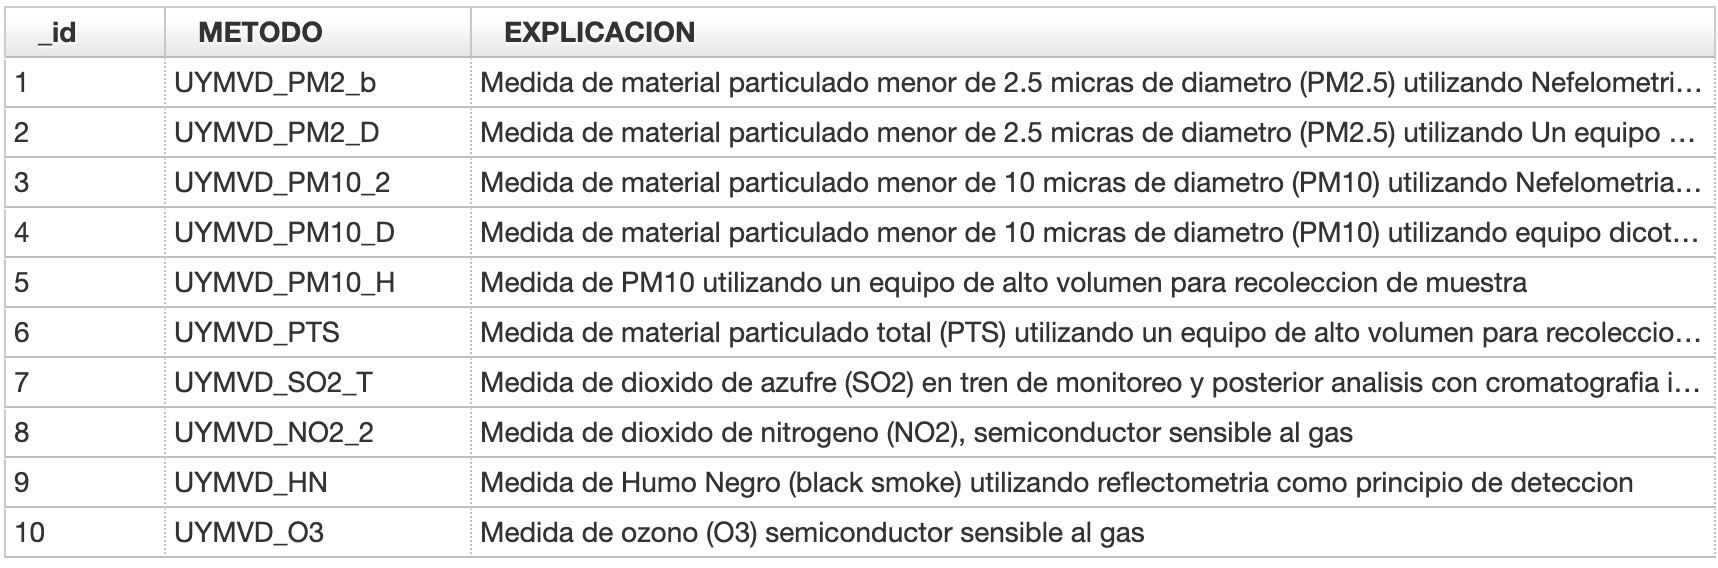 _id METODO EXPLICACION
1 UYMVD_PM2_b Medida de material particulado menor de 2.5 micras de diametro (PM2.5) utilizando Nefelometri…
2 UYMVD_PM2_D Medida de material particulado menor de 2.5 micras de diametro (PM2.5) utilizando Un equipo …
3 UYMVD_PM10_2 Medida de material particulado menor de 10 micras de diametro (PM10) utilizando Nefelometria…
4 UYMVD_PM10_D Medida de material particulado menor de 10 micras de diametro (PM10) utilizando equipo dicot…
5 UYMVD_PM10_H Medida de PM10 utilizando un equipo de alto volumen para recoleccion de muestra
6 UYMVD_PTS Medida de material particulado total (PTS) utilizando un equipo de alto volumen para recoleccio…
7 UYMVD_SO2_T Medida de dioxido de azufre (SO2) en tren de monitoreo y posterior analisis con cromatografia i…
8 UYMVD_NO2_2 Medida de dioxido de nitrogeno (NO2), semiconductor sensible al gas
9 UYMVD_HN Medida de Humo Negro (black smoke) utilizando reflectometria como principio de deteccion
10 UYMVD_O3 Medida de ozono (O3) semiconductor sensible al gas